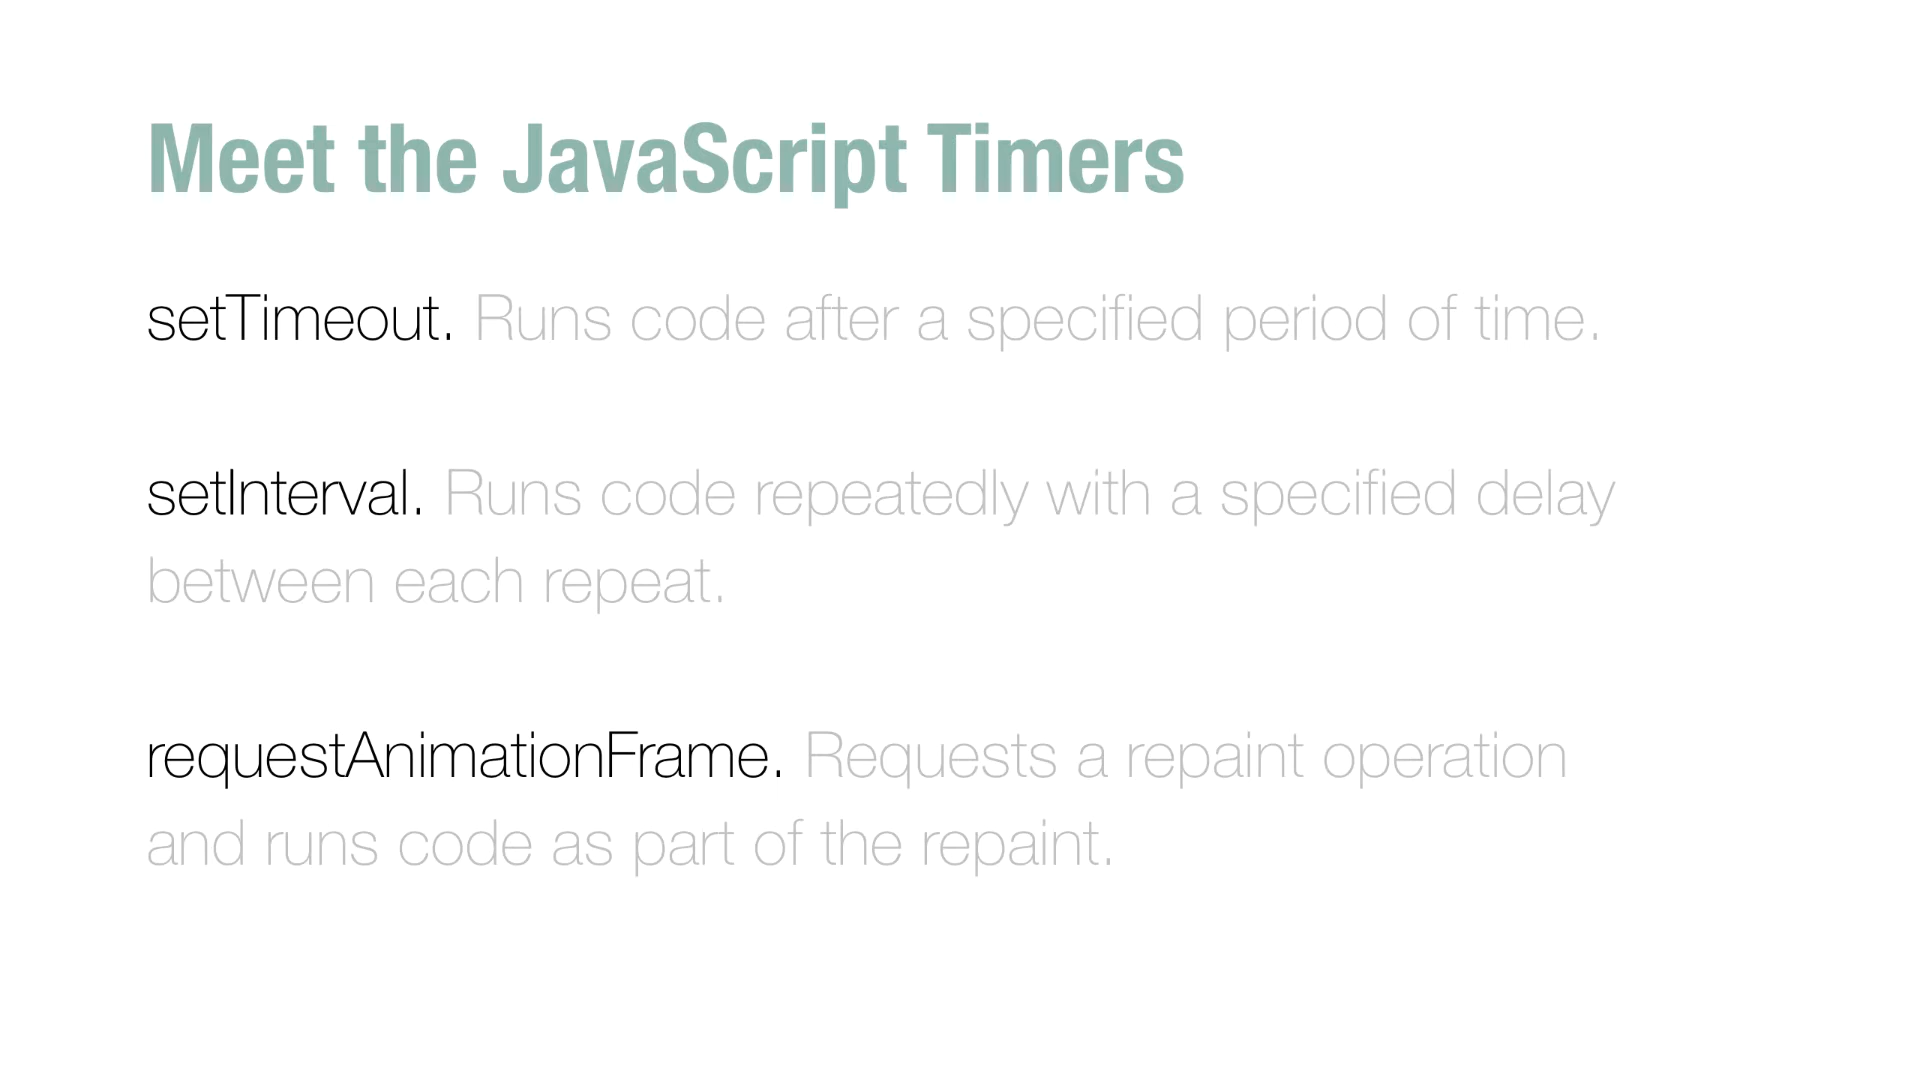 Meet the JavaScript Timers
setTimeout. Runs code after a specified period of time.
setInterval. Runs code repeatedly with a specified delay
between each repeat.
requestAnimationFrame. Requests a repaint operation
and runs code as part of the repaint.